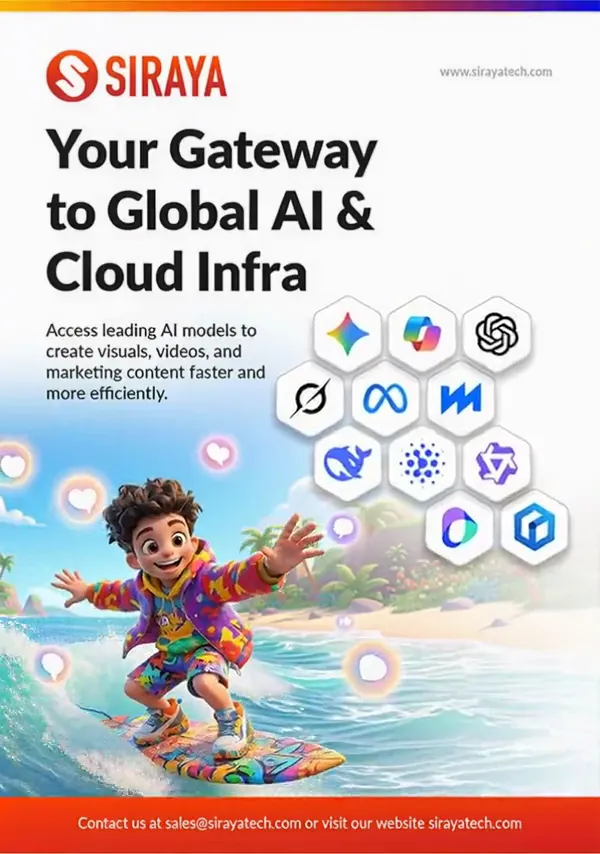 SIRAYA
www.sirayatech.com
Your Gateway
to Global AI &
Cloud Infra
Access leading AI models to
create visuals, videos, and
marketing content faster and
more efficiently.
Contact us at sales@sirayatech.com or visit our website sirayatech.com